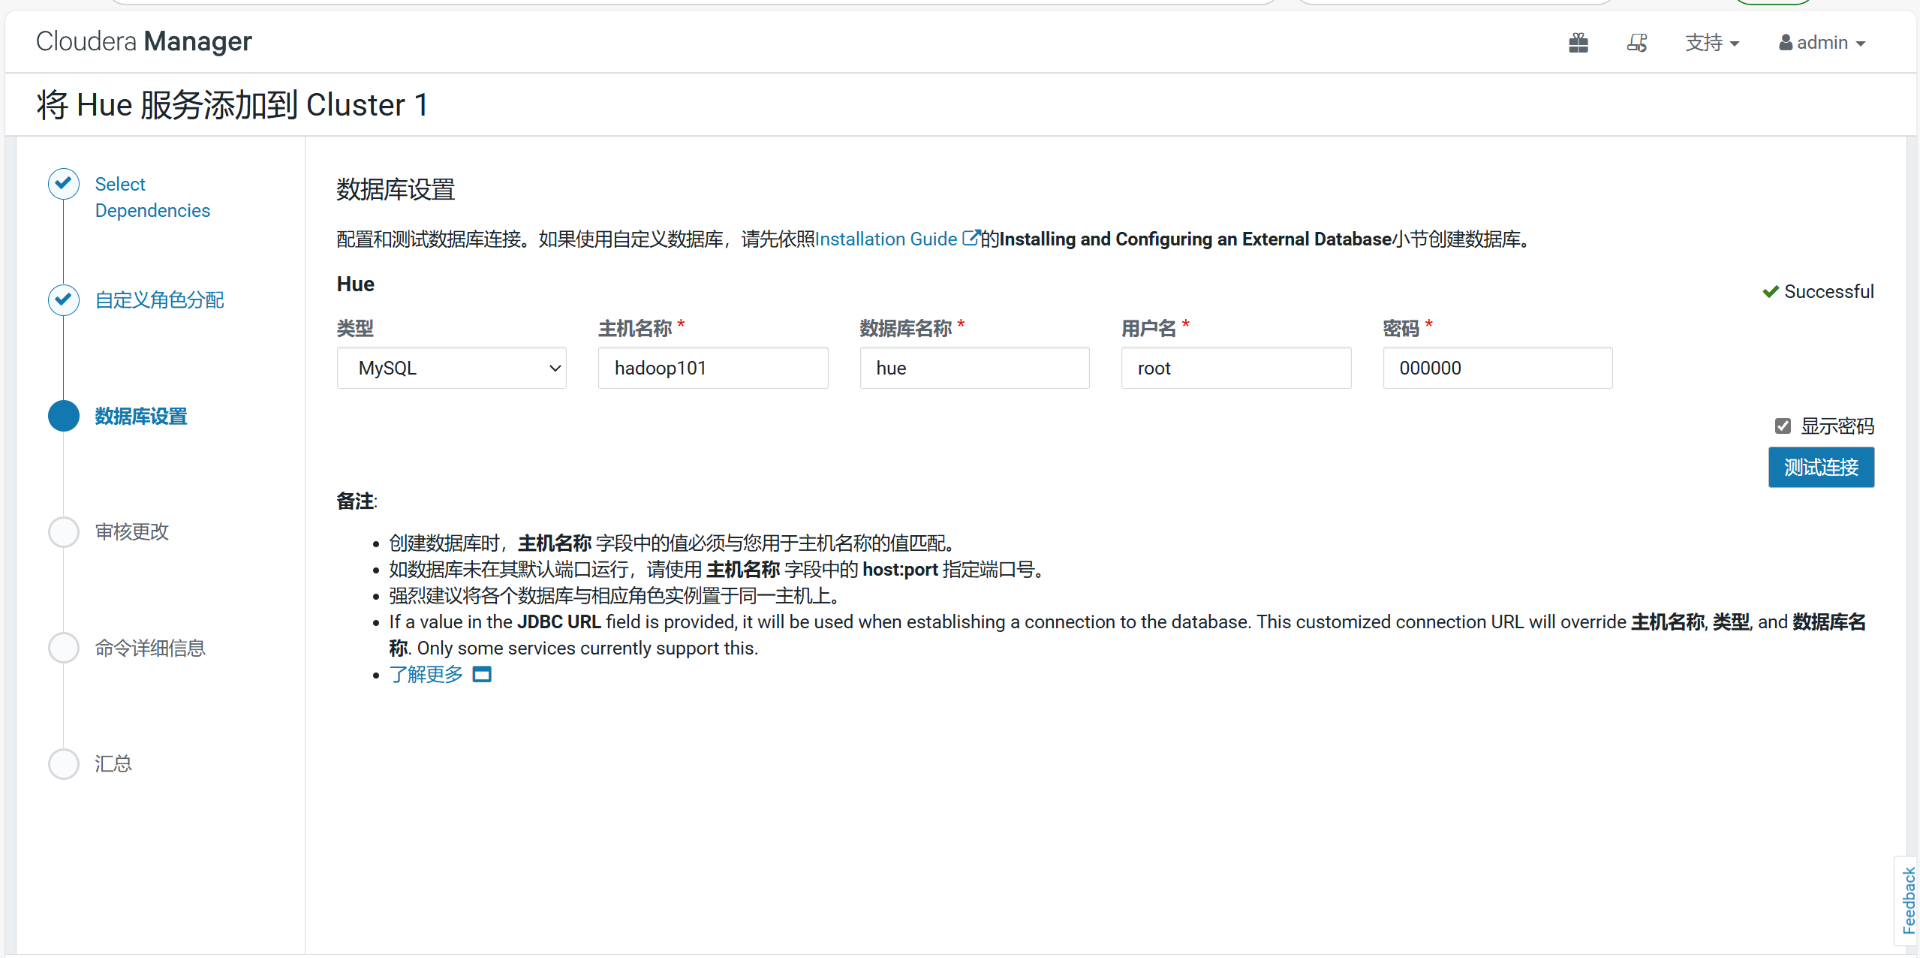 Cloudera Manager
支持
admin
将 Hue 服务添加到 Cluster 1
Select
Dependencies
自定义角色分配
数据库设置
审核更改
命令详细信息
汇总
数据库设置
配置和测试数据库连接。如果使用自定义数据库，请先依照Installation Guide的Installing and Configuring an External Database小节创建数据库。
Hue
Successful
类型 主机名称 * 数据库名称 * 用户名 * 密码 *
MySQL hadoop101 hue root 000000
显示密码
测试连接
备注:
创建数据库时，主机名称 字段中的值必须与您用于主机名称的值匹配。
如数据库未在其默认端口运行，请使用 主机名称 字段中的 host:port 指定端口号。
强烈建议将各个数据库与相应角色实例置于同一主机上。
If a value in the JDBC URL field is provided, it will be used when establishing a connection to the database. This customized connection URL will override 主机名称, 类型, and 数据库名
称. Only some services currently support this.
了解更多
Feedback